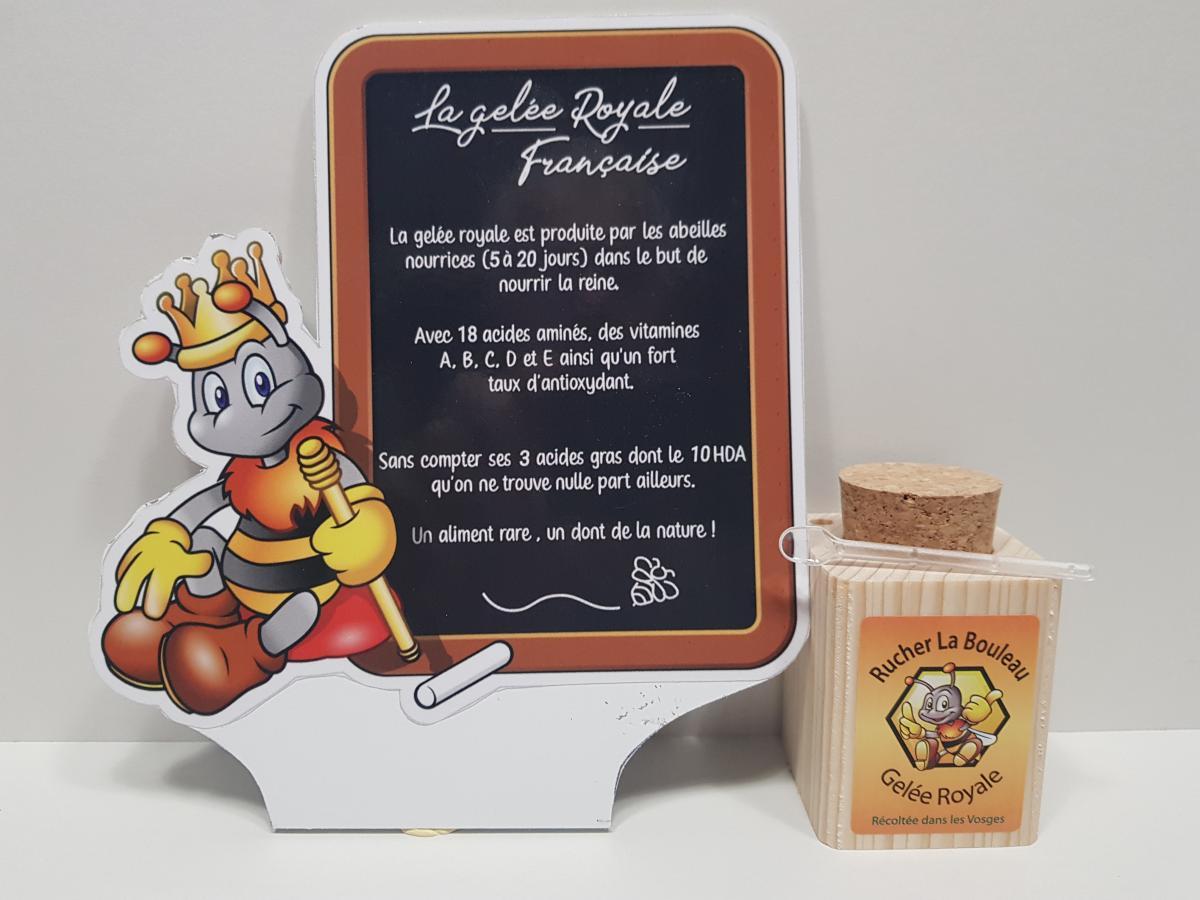 La gelée Royale
Française
La gelée royale est produite par les abeilles
nourrices (5 à 20 jours) dans le but de
nourrir la reine.
Avec 18 acides aminés, des vitamines
A, B, C, D et E ainsi qu'un fort
taux d'antioxydant.
Sans compter ses 3 acides gras dont le 10HDA
qu'on ne trouve nulle part ailleurs.
Un aliment rare , un dont de la nature !
Rucher La Bouleau
Gelée Royale
Récoltée dans les Vosges